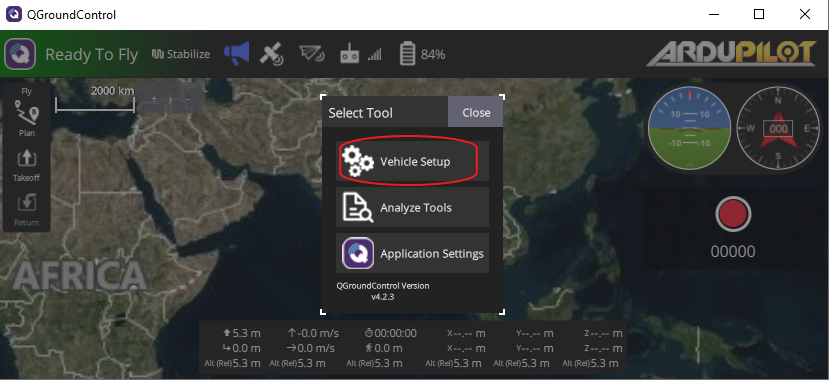 QGroundControl
Ready To Fly
Stabilize
84%
ARDUPILOT
Fly
Plan
Takeoff
Return
2000 km
+
-
Select Tool
Close
Vehicle Setup
Analyze Tools
Application Settings
QGroundControl Version
v4.2.3
10
10
-10
-10
N
W
E
S
000
00000
AFRICA
5.3 m
-0.0 m/s
00:00:00
X--.-- m
Y--.-- m
Z--.-- m
0.0 m
0.0 m/s
0.0 m
X--.-- m
Y--.-- m
Z--.-- m
Alt (Rel)5.3 m
Alt (Rel)5.3 m
Alt (Rel)5.3 m
Alt (Rel)5.3 m
Alt (Rel)5.3 m
Alt (Rel)5.3 m